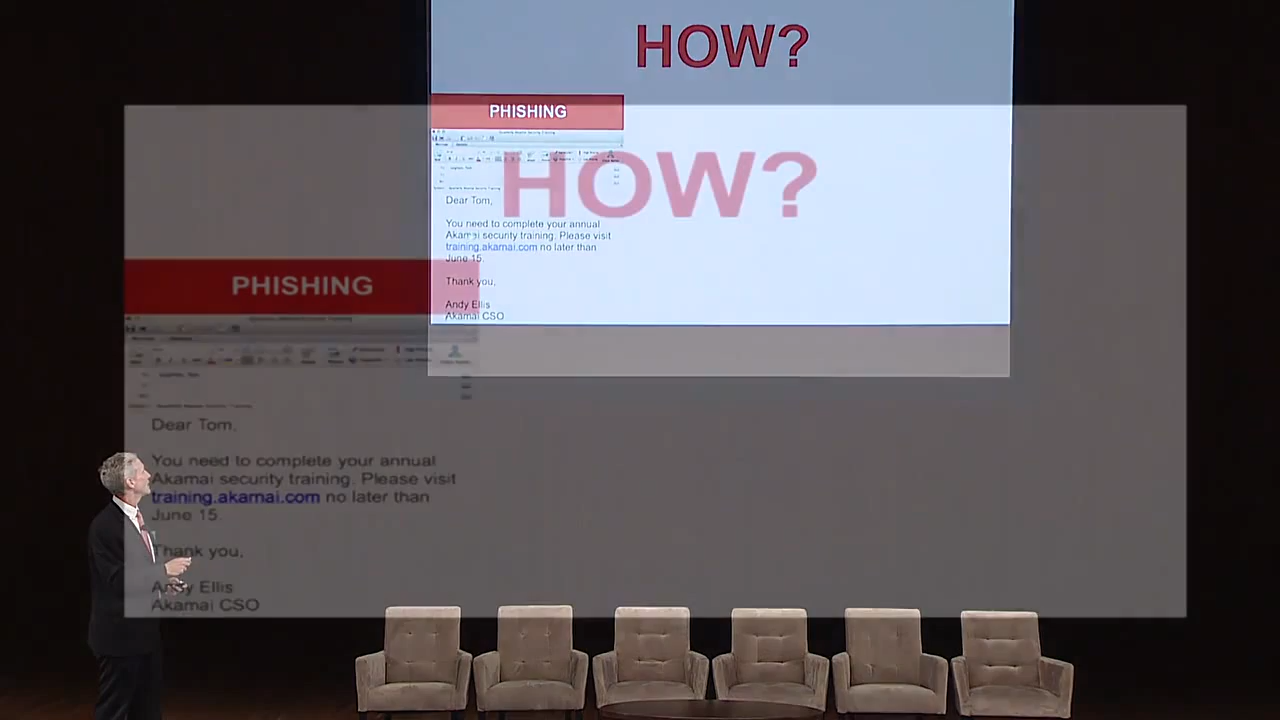 HOW?
PHISHING
Dear Tom,
You need to complete your annual
Akamai security training. Please visit
training.akamai.com no later than
June 15.
Thank you,
Andy Ellis
Akamai CSO
HOW?
PHISHING
Dear Tom,
You need to complete your annual
Akamai security training. Please visit
training.akamai.com no later than
June 15.
Thank you,
Andy Ellis
Akamai CSO